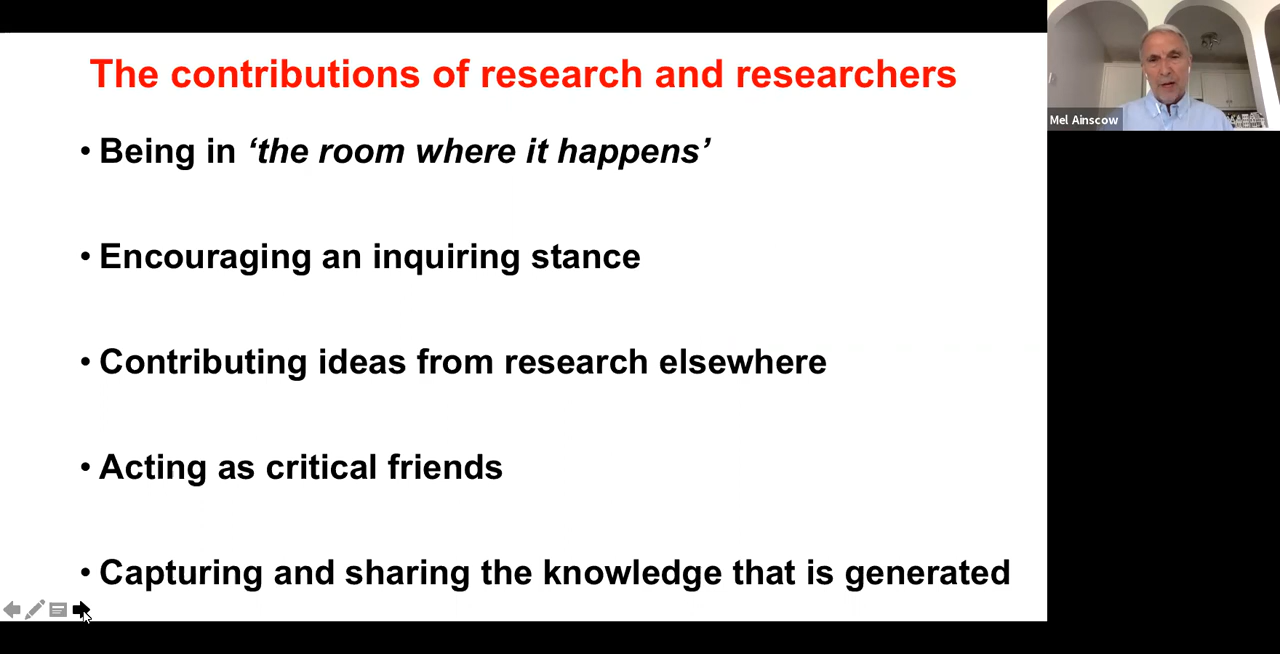 The contributions of research and researchers
• Being in ‘the room where it happens’
• Encouraging an inquiring stance
• Contributing ideas from research elsewhere
• Acting as critical friends
• Capturing and sharing the knowledge that is generated
Mel Ainscow